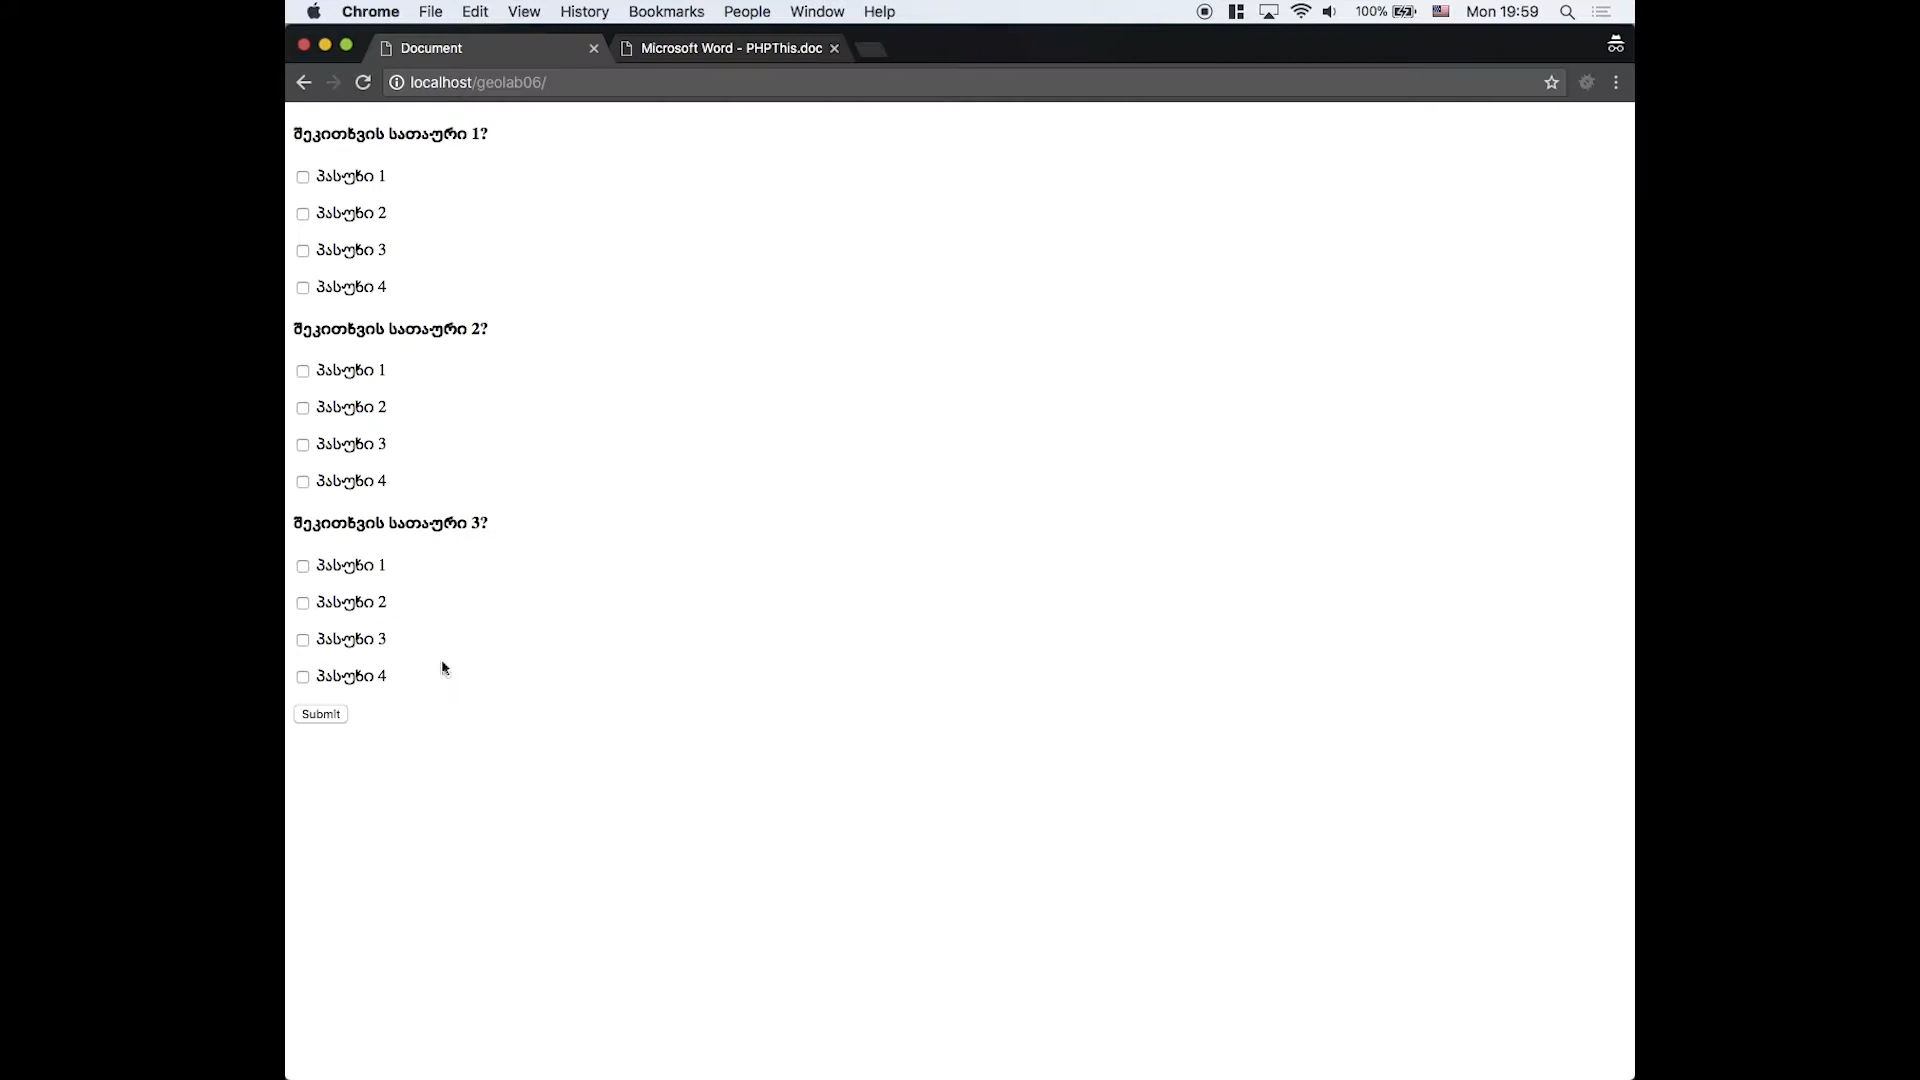 Chrome File Edit View History Bookmarks People Window Help 100% Mon 19:59
Document Microsoft Word - PHPThis.doc
localhost/geolab06/
შეკითხვის სათაური 1?
პასუხი 1
პასუხი 2
პასუხი 3
პასუხი 4
შეკითხვის სათაური 2?
პასუხი 1
პასუხი 2
პასუხი 3
პასუხი 4
შეკითხვის სათაური 3?
პასუხი 1
პასუხი 2
პასუხი 3
პასუხი 4
Submit